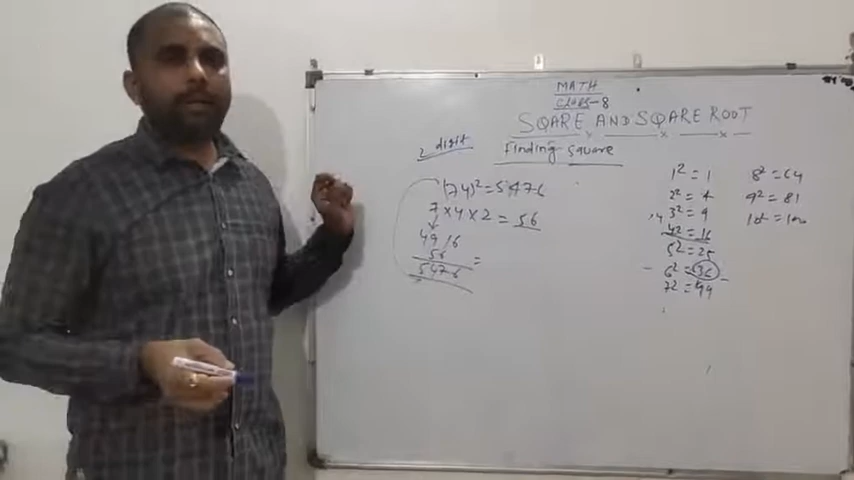 MATH
CLASS-8
SQARE AND SQARE ROOT
Finding square
2 digit
(74)² = 5476
7 × 4 × 2 = 56
49 / 6
56 =
5476
1² = 1
2² = 4
3² = 9
4² = 16
5² = 25
6² = 36
7² = 49
8² = 64
9² = 81
10² = 100